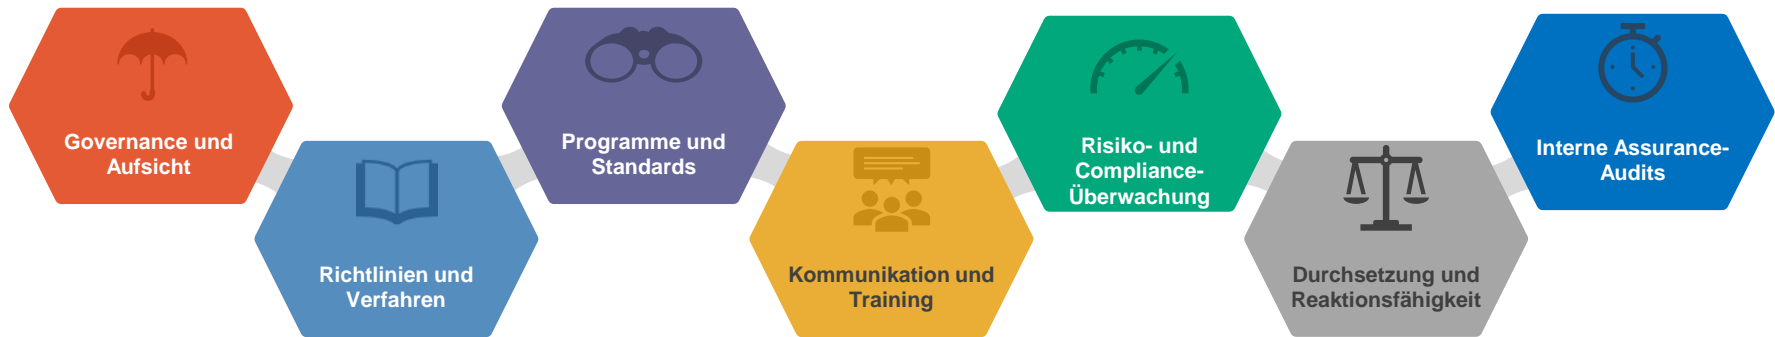 Governance und
Aufsicht
Richtlinien und
Verfahren
Programme und
Standards
Kommunikation und
Training
Risiko- und
Compliance-
Überwachung
Durchsetzung und
Reaktionsfähigkeit
Interne Assurance-
Audits